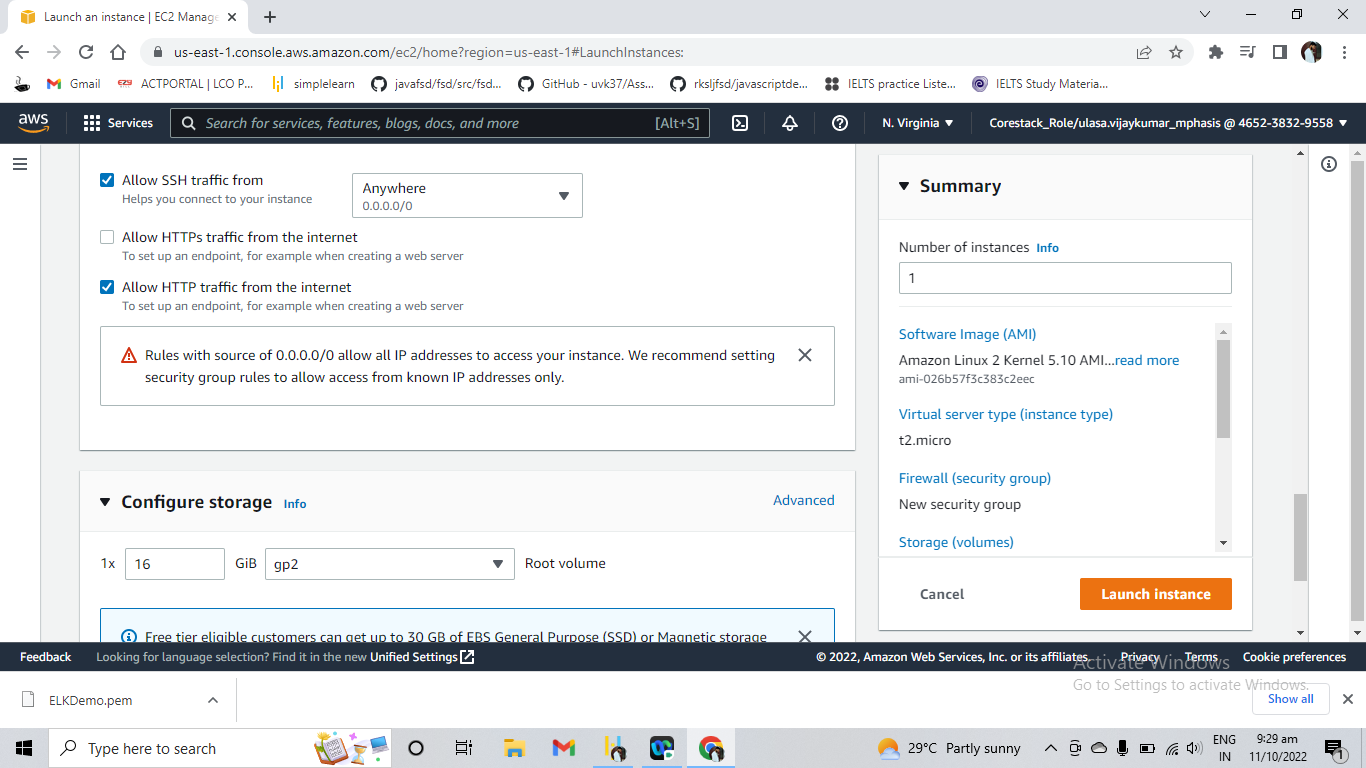 Launch an instance | EC2 Manage
us-east-1.console.aws.amazon.com/ec2/home?region=us-east-1#LaunchInstances:
Gmail
ACTPORTAL | LCO P...
simplelearn
javafsd/fsd/src/fsd...
GitHub - uvk37/Ass...
rksljfsd/javascriptde...
IELTS practice Liste...
IELTS Study Materia...
aws
Services
Search for services, features, blogs, docs, and more
[Alt+S]
N. Virginia
Corestack_Role/ulasa.vijaykumar_mphasis @ 4652-3832-9558
Allow SSH traffic from
Helps you connect to your instance
Anywhere
0.0.0.0/0
Allow HTTPs traffic from the internet
To set up an endpoint, for example when creating a web server
Allow HTTP traffic from the internet
To set up an endpoint, for example when creating a web server
Rules with source of 0.0.0.0/0 allow all IP addresses to access your instance. We recommend setting
security group rules to allow access from known IP addresses only.
Configure storage Info
Advanced
1x
16
GiB
gp2
Root volume
Free tier eligible customers can get up to 30 GB of EBS General Purpose (SSD) or Magnetic storage
Summary
Number of instances Info
1
Software Image (AMI)
Amazon Linux 2 Kernel 5.10 AMI...read more
ami-026b57f3c383c2eec
Virtual server type (instance type)
t2.micro
Firewall (security group)
New security group
Storage (volumes)
Cancel
Launch instance
Feedback
Looking for language selection? Find it in the new Unified Settings
© 2022, Amazon Web Services, Inc. or its affiliates.
Privacy
Terms
Cookie preferences
Activate Windows
Go to Settings to activate Windows.
ELKDemo.pem
Show all
Type here to search
29°C Partly sunny
ENG
IN
9:29 am
11/10/2022
1